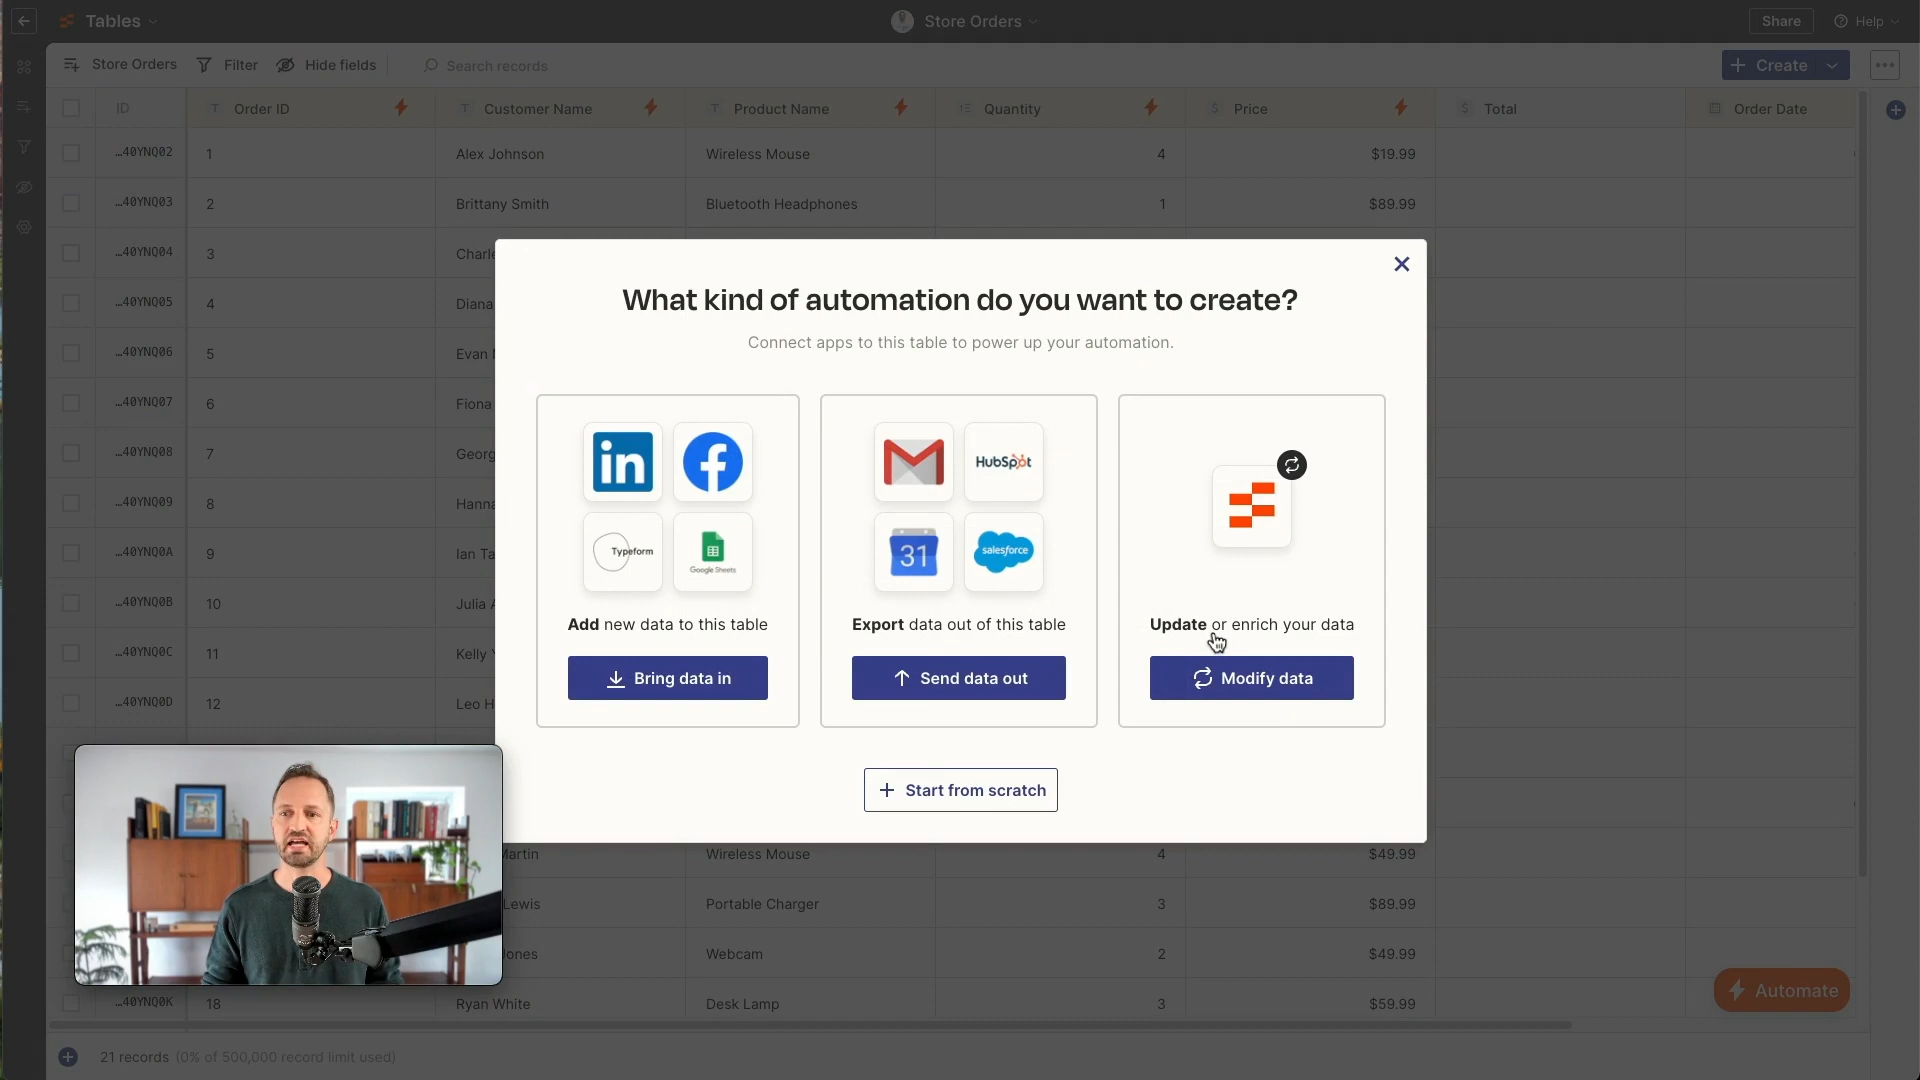 Tables
Store Orders
Share
Help
Store Orders
Filter
Hide fields
Search records
Create
ID
Order ID
Customer Name
Product Name
Quantity
Price
Total
Order Date
…40YNQ02 1 Alex Johnson Wireless Mouse 4 $19.99
…40YNQ03 2 Brittany Smith Bluetooth Headphones 1 $89.99
…40YNQ04 3 Charle
…40YNQ05 4 Diana
…40YNQ06 5 Evan
…40YNQ07 6 Fiona
…40YNQ08 7 Georg
…40YNQ09 8 Hanna
…40YNQ0A 9 Ian Ta
…40YNQ0B 10 Julia A
…40YNQ0C 11 Kelly Y
…40YNQ0D 12 Leo H
What kind of automation do you want to create?
Connect apps to this table to power up your automation.
in
f
Typeform
Google Sheets
Add new data to this table
Bring data in
HubSpot
31
salesforce
Export data out of this table
Send data out
Update or enrich your data
Modify data
Start from scratch
Martin Wireless Mouse 4 $49.99
Lewis Portable Charger 3 $89.99
Jones Webcam 2 $49.99
…40YNQ0K 18 Ryan White Desk Lamp 3 $59.99
Automate
21 records (0% of 500,000 record limit used)